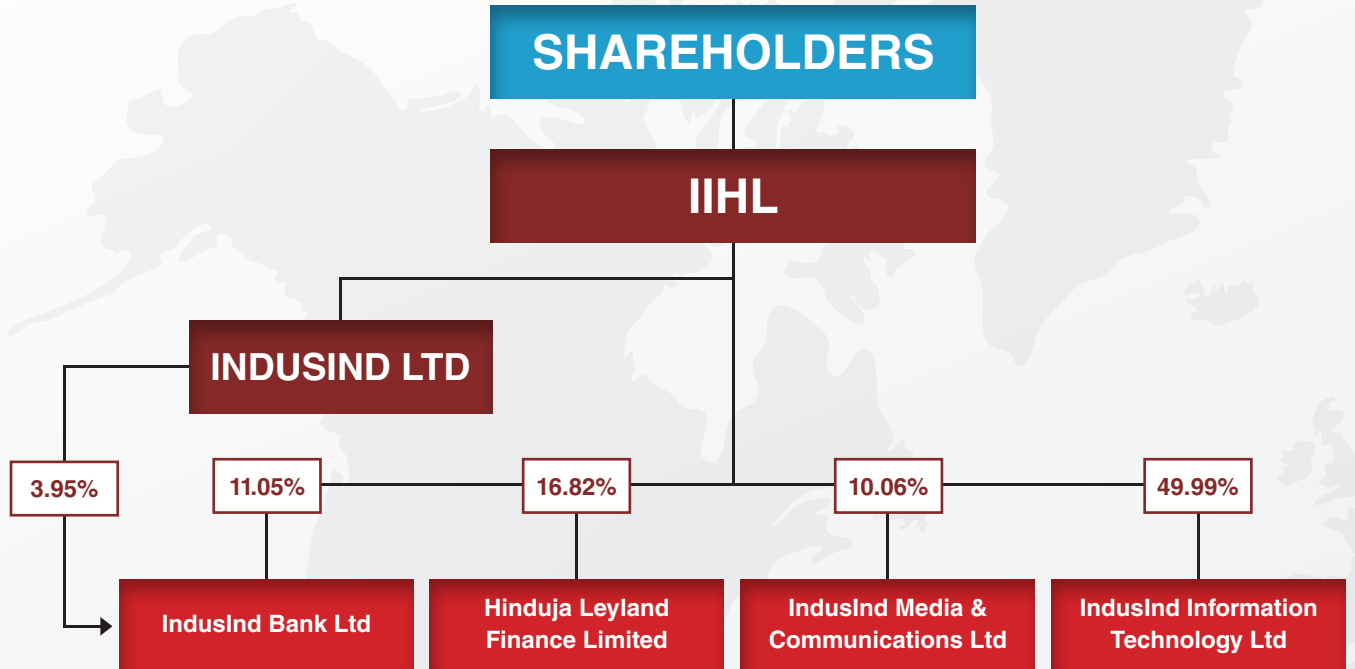 SHAREHOLDERS
IIHL
INDUSIND LTD
3.95%
11.05%
16.82%
10.06%
49.99%
IndusInd Bank Ltd
Hinduja Leyland
Finance Limited
IndusInd Media &
Communications Ltd
IndusInd Information
Technology Ltd